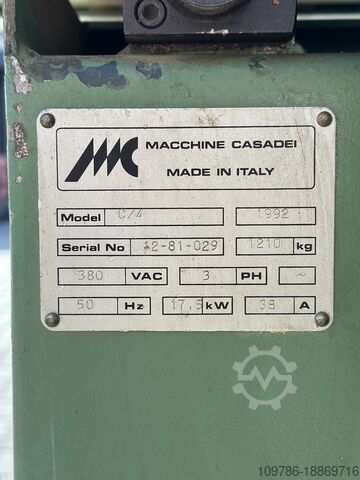 MC MACCHINE CASADEI
MADE IN ITALY
Model C/4 1992
Serial No 12-81-029 1210 kg
380 VAC 3 PH ~
50 Hz 17,5 kW 38 A
109786-18869716